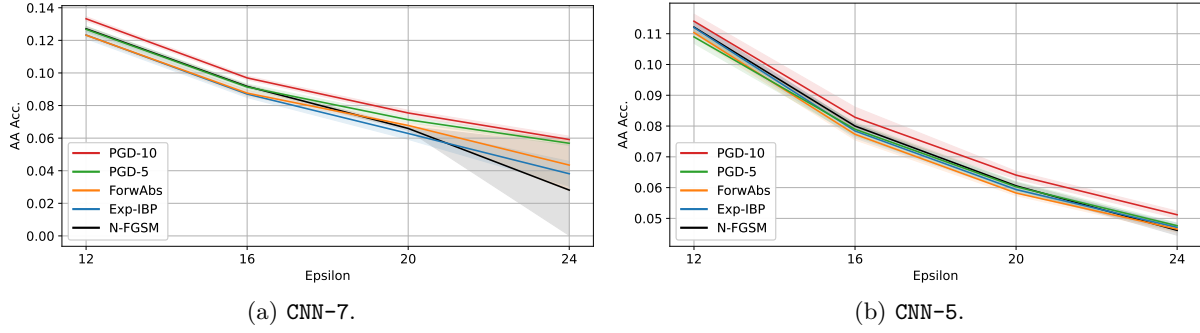 0.14
0.12
0.10
0.08
0.06
0.04
0.02
0.00
AA Acc.
PGD-10
PGD-5
ForwAbs
Exp-IBP
N-FGSM
12
16
20
24
Epsilon
(a) CNN-7.
0.11
0.10
0.09
0.08
0.07
0.06
0.05
AA Acc.
PGD-10
PGD-5
ForwAbs
Exp-IBP
N-FGSM
12
16
20
24
Epsilon
(b) CNN-5.